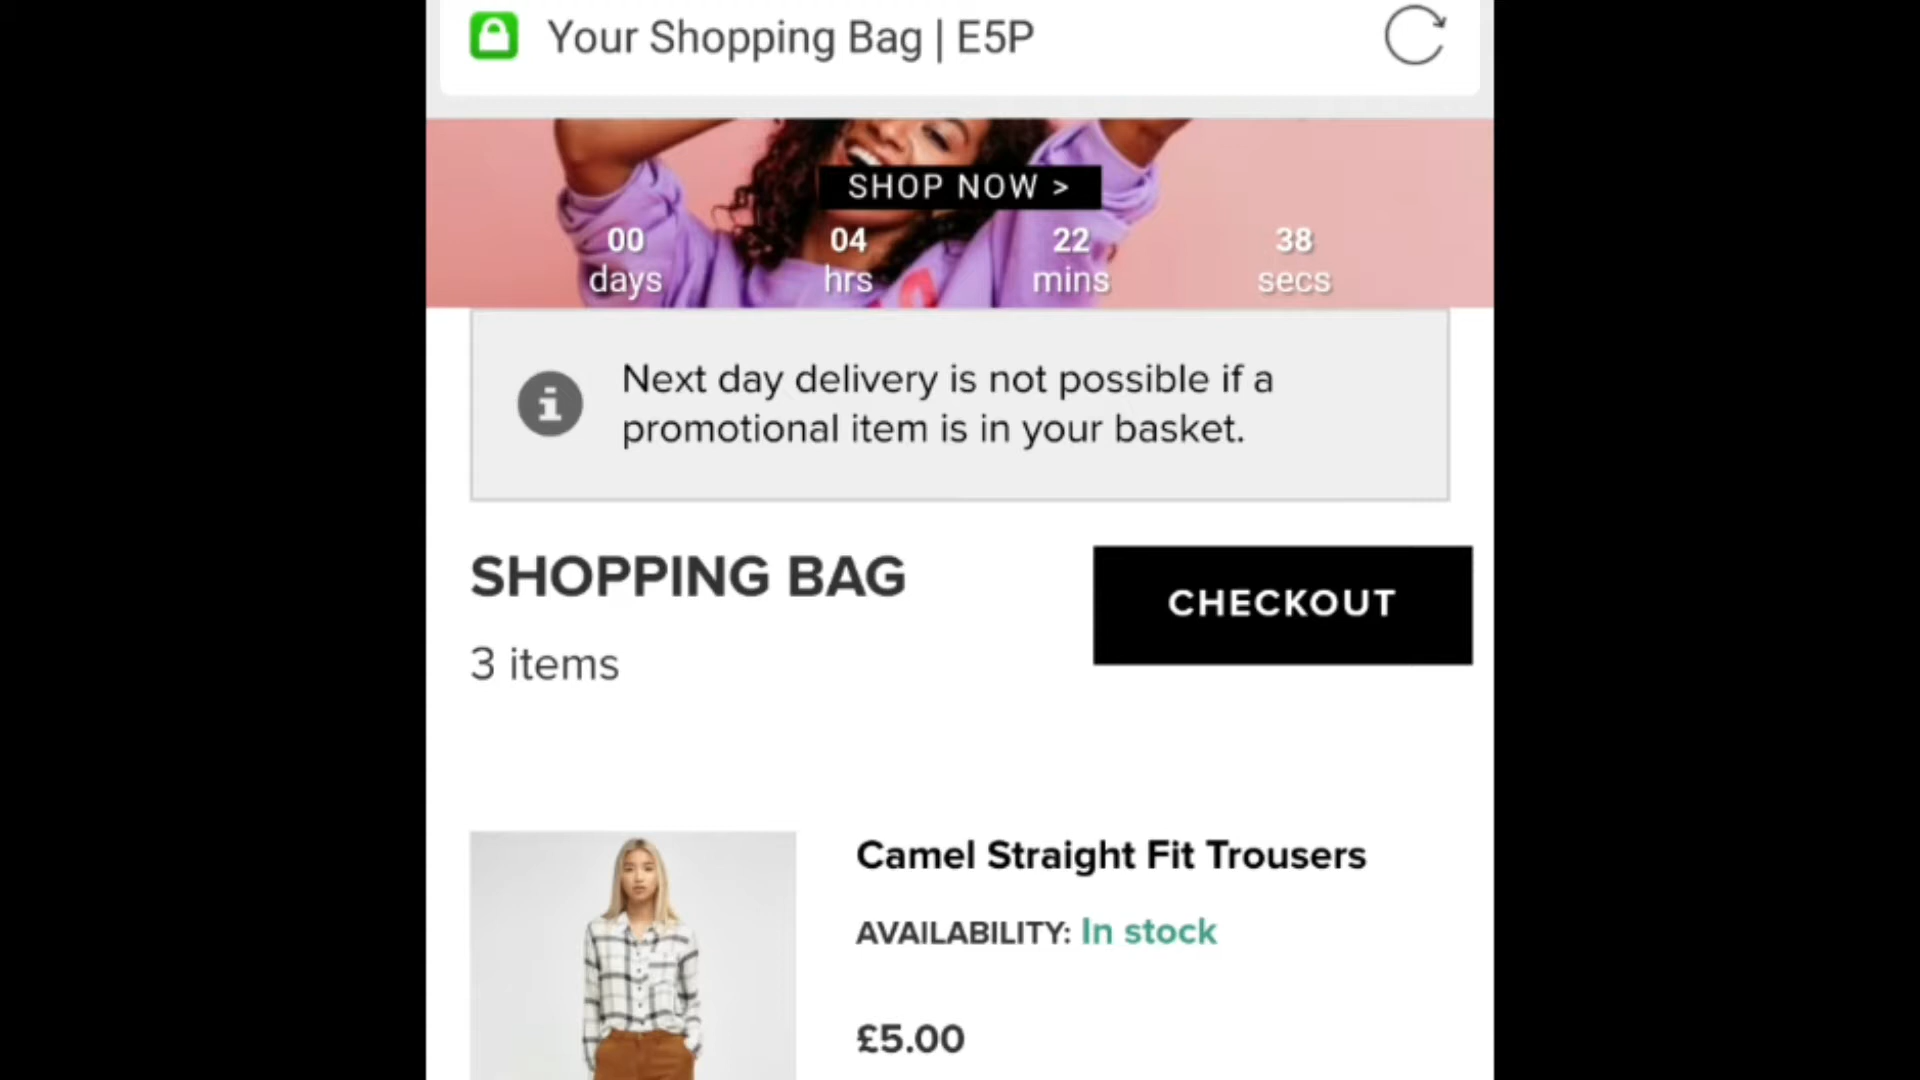 Your Shopping Bag | E5P
SHOP NOW >
00 04 22 38
days hrs mins secs
Next day delivery is not possible if a
promotional item is in your basket.
SHOPPING BAG
CHECKOUT
3 items
Camel Straight Fit Trousers
AVAILABILITY: In stock
£5.00